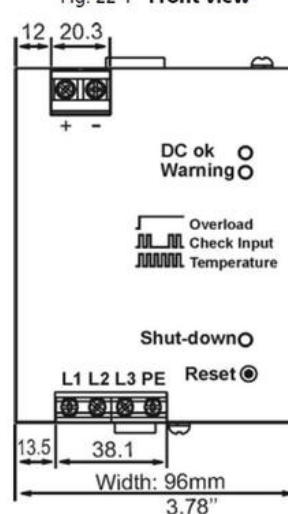 Fig. 22-1 Front view
12 20.3
+ -
DC ok
Warning
Overload
Check Input
Temperature
Shut-down
Reset
L1 L2 L3 PE
13.5 38.1
Width: 96mm
3.78"